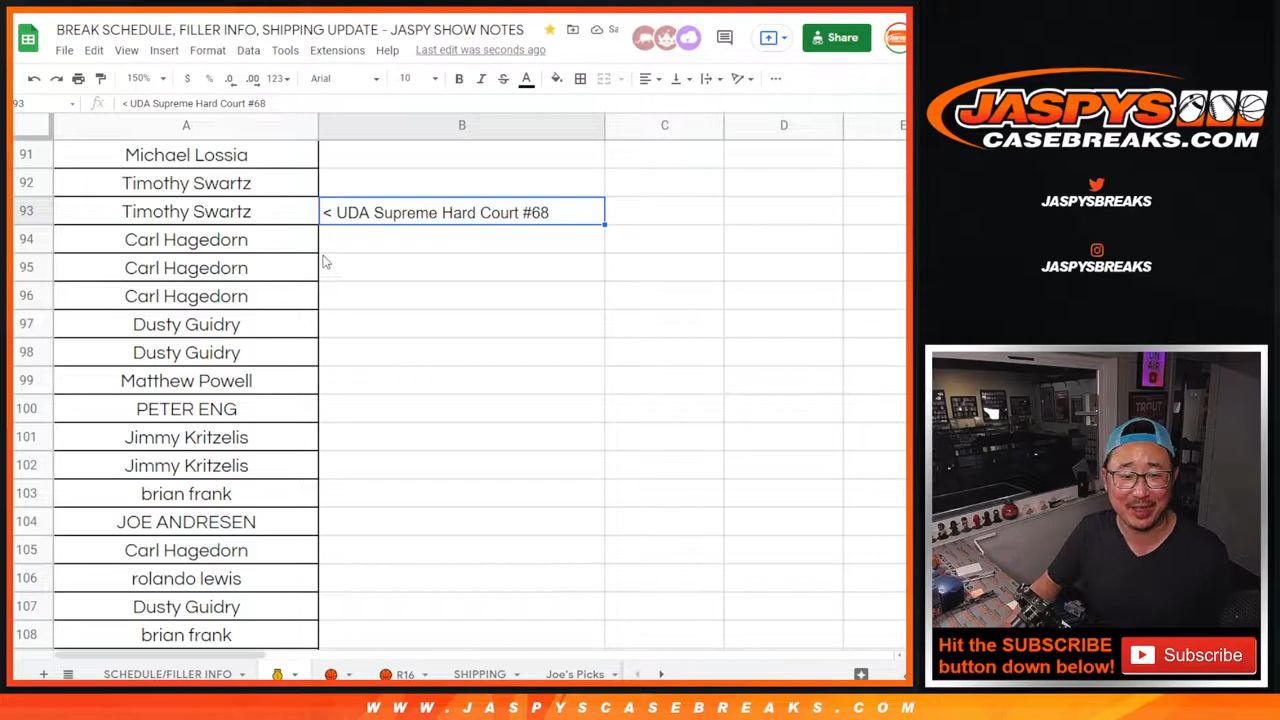 BREAK SCHEDULE, FILLER INFO, SHIPPING UPDATE - JASPY SHOW NOTES
File Edit View Insert Format Data Tools Extensions Help Last edit was seconds ago
Share
150% $ % .0 .00 123 Arial 10 B I S A
93 fx < UDA Supreme Hard Court #68
A B C D E
91 Michael Lossia
92 Timothy Swartz
93 Timothy Swartz < UDA Supreme Hard Court #68
94 Carl Hagedorn
95 Carl Hagedorn
96 Carl Hagedorn
97 Dusty Guidry
98 Dusty Guidry
99 Matthew Powell
100 PETER ENG
101 Jimmy Kritzelis
102 Jimmy Kritzelis
103 brian frank
104 JOE ANDRESEN
105 Carl Hagedorn
106 rolando lewis
107 Dusty Guidry
108 brian frank
SCHEDULE/FILLER INFO R16 SHIPPING Joe's Picks
JASPYS
CASEBREAKS.COM
JASPYSBREAKS
JASPYSBREAKS
ON AIR
TROUT
Hit the SUBSCRIBE
button down below!
Subscribe
WWW.JASPYSCASEBREAKS.COM